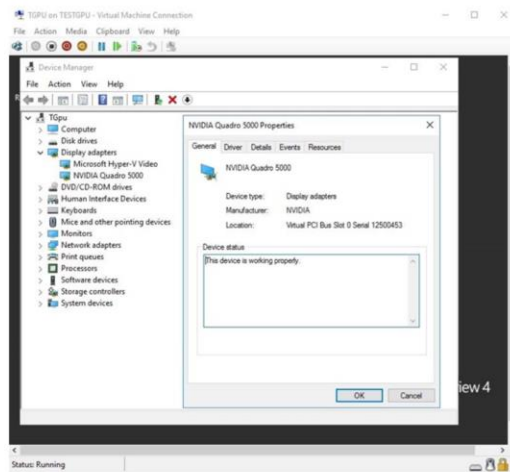 TGPU on TESTGPU - Virtual Machine Connection
File Action Media Clipboard View Help
Device Manager
File Action View Help
TGpu
Computer
Disk drives
Display adapters
Microsoft Hyper-V Video
NVIDIA Quadro 5000
DVD/CD-ROM drives
Human Interface Devices
Keyboards
Mice and other pointing devices
Monitors
Network adapters
Print queues
Processors
Software devices
Storage controllers
System devices
NVIDIA Quadro 5000 Properties
General Driver Details Events Resources
NVIDIA Quadro 5000
Device type: Display adapters
Manufacturer: NVIDIA
Location: Virtual PCI Bus Slot 0 Serial 12500453
Device status
This device is working properly.
OK Cancel
iew 4
Status: Running